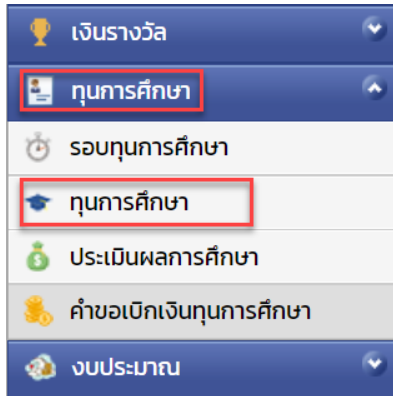 เงินรางวัล
ทุนการศึกษา
รอบทุนการศึกษา
ทุนการศึกษา
ประเมินผลการศึกษา
คำขอเบิกเงินทุนการศึกษา
งบประมาณ